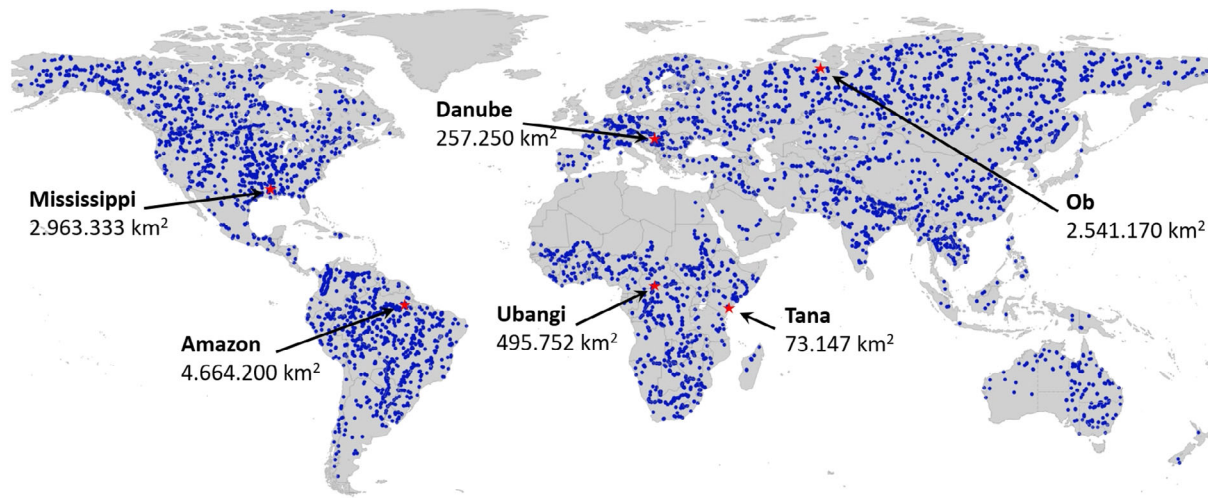 Danube
257.250 km²
Mississippi
2.963.333 km²
Ob
2.541.170 km²
Amazon
4.664.200 km²
Ubangi
495.752 km²
Tana
73.147 km²